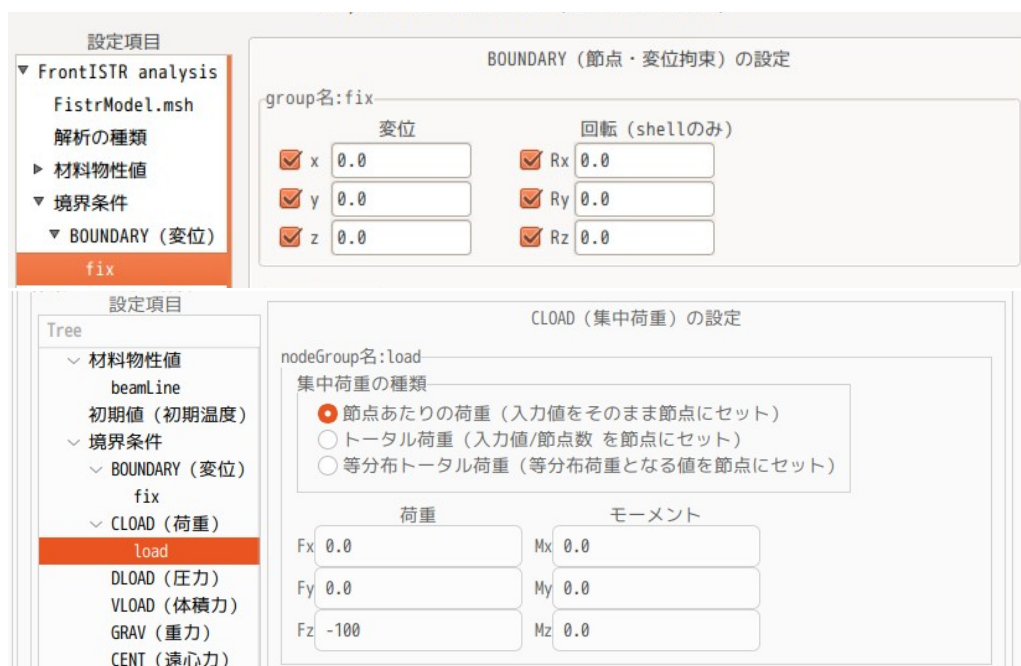 設定項目
▼ FrontISTR analysis
FistrModel.msh
解析の種類
▶ 材料物性値
▼ 境界条件
▼ BOUNDARY (変位)
fix
BOUNDARY (節点・変位拘束) の設定
group名:fix
変位 回転 (shellのみ)
x 0.0 Rx 0.0
y 0.0 Ry 0.0
z 0.0 Rz 0.0
設定項目
Tree
材料物性値
beamLine
初期値 (初期温度)
境界条件
BOUNDARY (変位)
fix
CLOAD (荷重)
load
DLOAD (圧力)
VLOAD (体積力)
GRAV (重力)
CENT (遠心力)
CLOAD (集中荷重) の設定
nodeGroup名:load
集中荷重の種類
節点あたりの荷重 (入力値をそのまま節点にセット)
トータル荷重 (入力値/節点数 を節点にセット)
等分布トータル荷重 (等分布荷重となる値を節点にセット)
荷重 モーメント
Fx 0.0 Mx 0.0
Fy 0.0 My 0.0
Fz -100 Mz 0.0